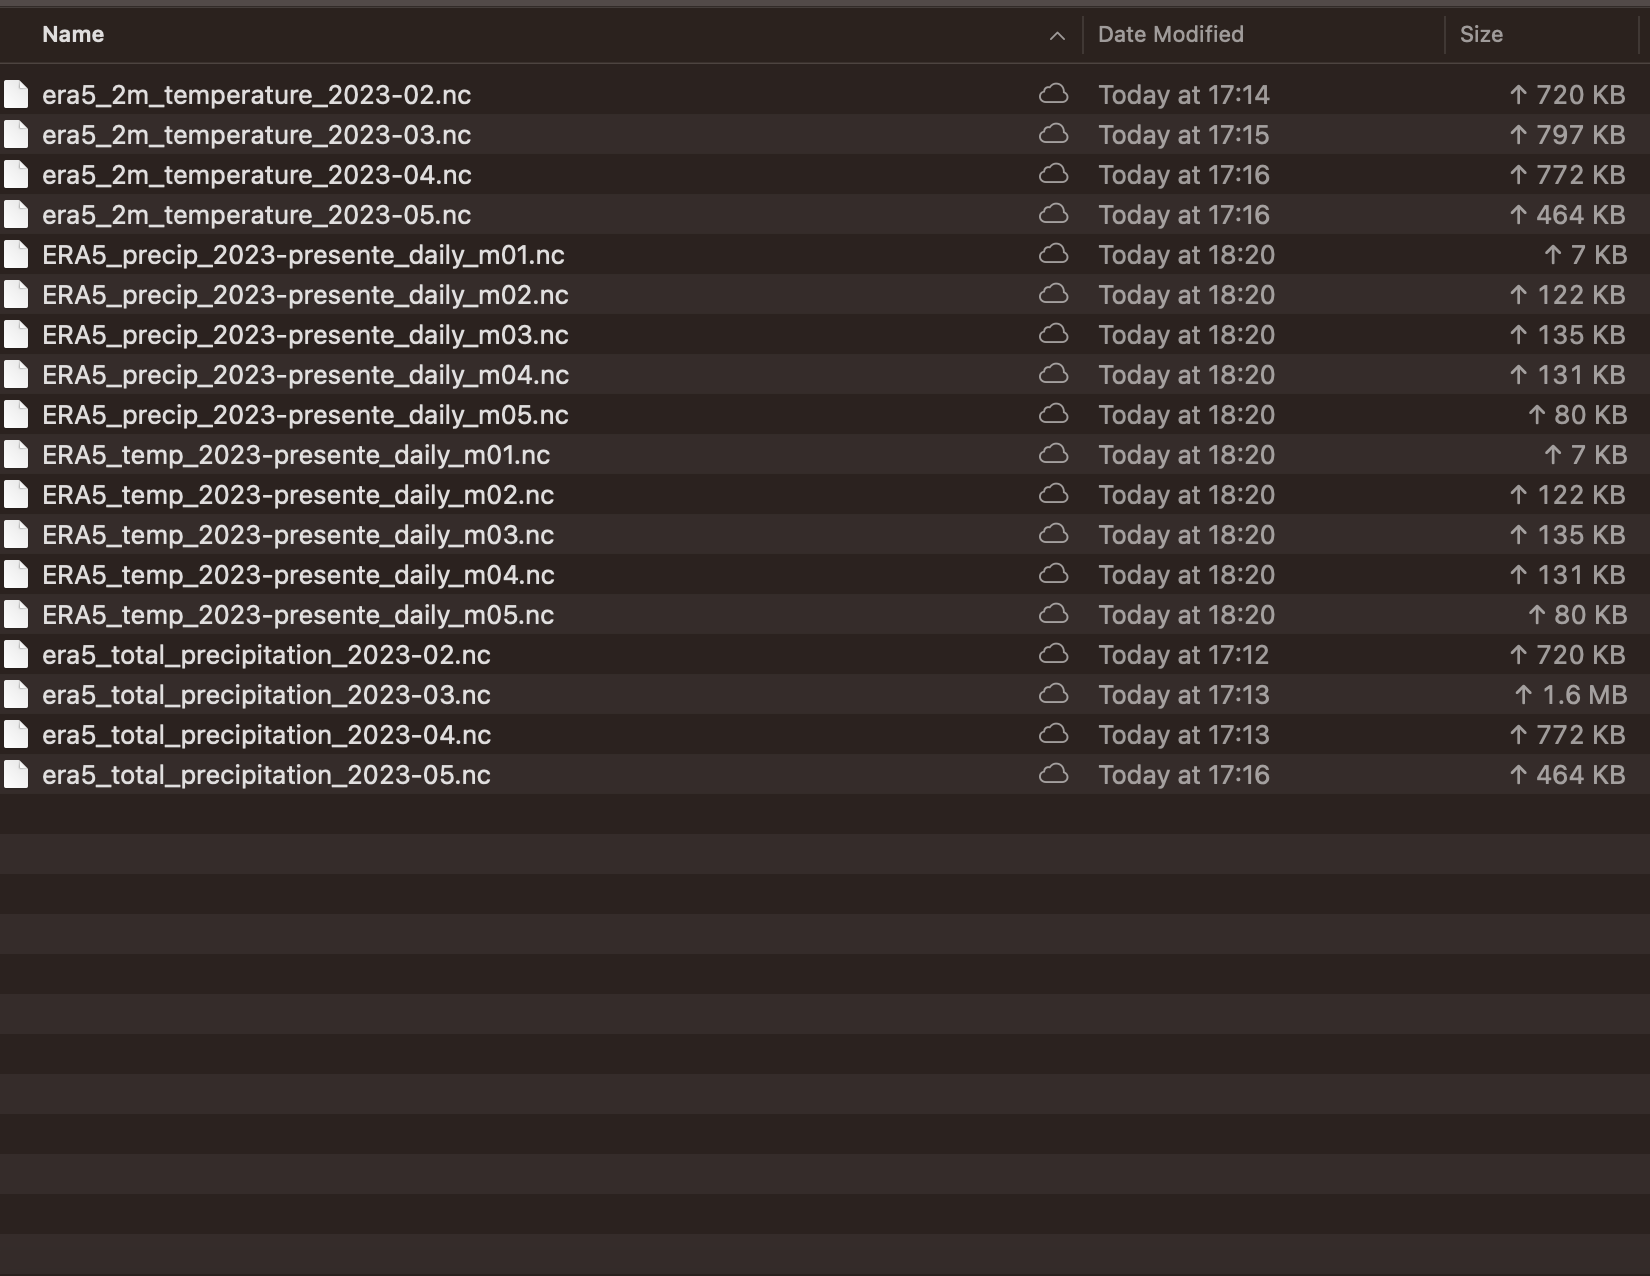 Name Date Modified Size
era5_2m_temperature_2023-02.nc Today at 17:14 ↑ 720 KB
era5_2m_temperature_2023-03.nc Today at 17:15 ↑ 797 KB
era5_2m_temperature_2023-04.nc Today at 17:16 ↑ 772 KB
era5_2m_temperature_2023-05.nc Today at 17:16 ↑ 464 KB
ERA5_precip_2023-presente_daily_m01.nc Today at 18:20 ↑ 7 KB
ERA5_precip_2023-presente_daily_m02.nc Today at 18:20 ↑ 122 KB
ERA5_precip_2023-presente_daily_m03.nc Today at 18:20 ↑ 135 KB
ERA5_precip_2023-presente_daily_m04.nc Today at 18:20 ↑ 131 KB
ERA5_precip_2023-presente_daily_m05.nc Today at 18:20 ↑ 80 KB
ERA5_temp_2023-presente_daily_m01.nc Today at 18:20 ↑ 7 KB
ERA5_temp_2023-presente_daily_m02.nc Today at 18:20 ↑ 122 KB
ERA5_temp_2023-presente_daily_m03.nc Today at 18:20 ↑ 135 KB
ERA5_temp_2023-presente_daily_m04.nc Today at 18:20 ↑ 131 KB
ERA5_temp_2023-presente_daily_m05.nc Today at 18:20 ↑ 80 KB
era5_total_precipitation_2023-02.nc Today at 17:12 ↑ 720 KB
era5_total_precipitation_2023-03.nc Today at 17:13 ↑ 1.6 MB
era5_total_precipitation_2023-04.nc Today at 17:13 ↑ 772 KB
era5_total_precipitation_2023-05.nc Today at 17:16 ↑ 464 KB